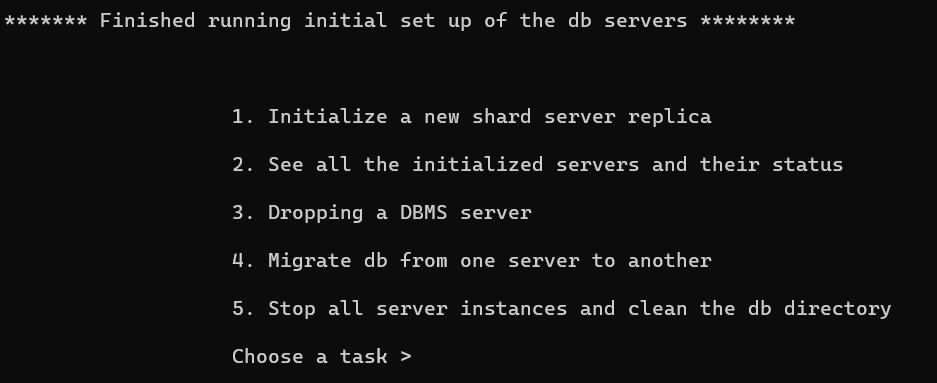 ******* Finished running initial set up of the db servers ********
1. Initialize a new shard server replica
2. See all the initialized servers and their status
3. Dropping a DBMS server
4. Migrate db from one server to another
5. Stop all server instances and clean the db directory
Choose a task >